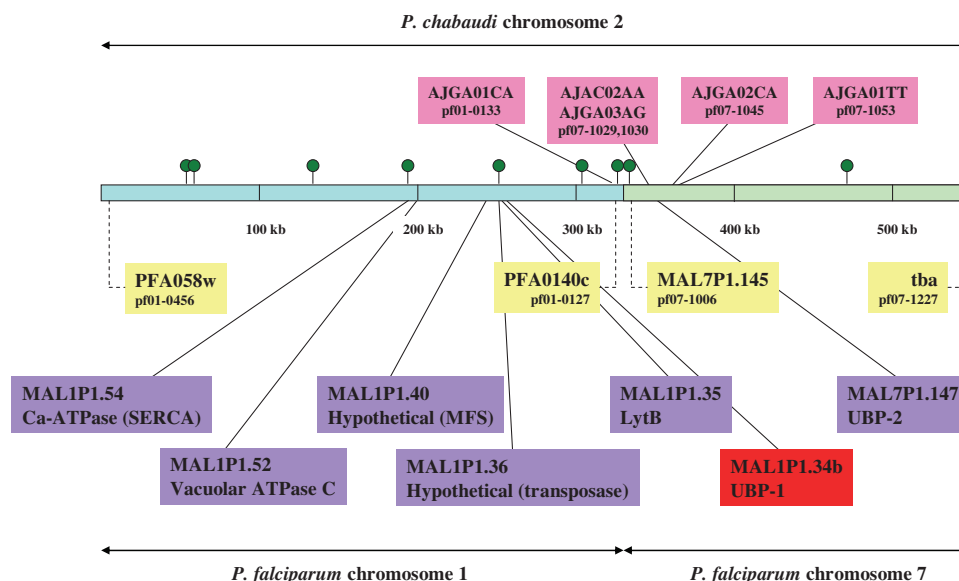 P. chabaudi chromosome 2
AJGA01CA
pf01-0133
AJAC02AA
AJGA03AG
pf07-1029,1030
AJGA02CA
pf07-1045
AJGA01TT
pf07-1053
100 kb
200 kb
300 kb
400 kb
500 kb
PFA058w
pf01-0456
PFA0140c
pf01-0127
MAL7P1.145
pf07-1006
tba
pf07-1227
MAL1P1.54
Ca-ATPase (SERCA)
MAL1P1.40
Hypothetical (MFS)
MAL1P1.35
LytB
MAL7P1.147
UBP-2
MAL1P1.52
Vacuolar ATPase C
MAL1P1.36
Hypothetical (transposase)
MAL1P1.34b
UBP-1
P. falciparum chromosome 1
P. falciparum chromosome 7